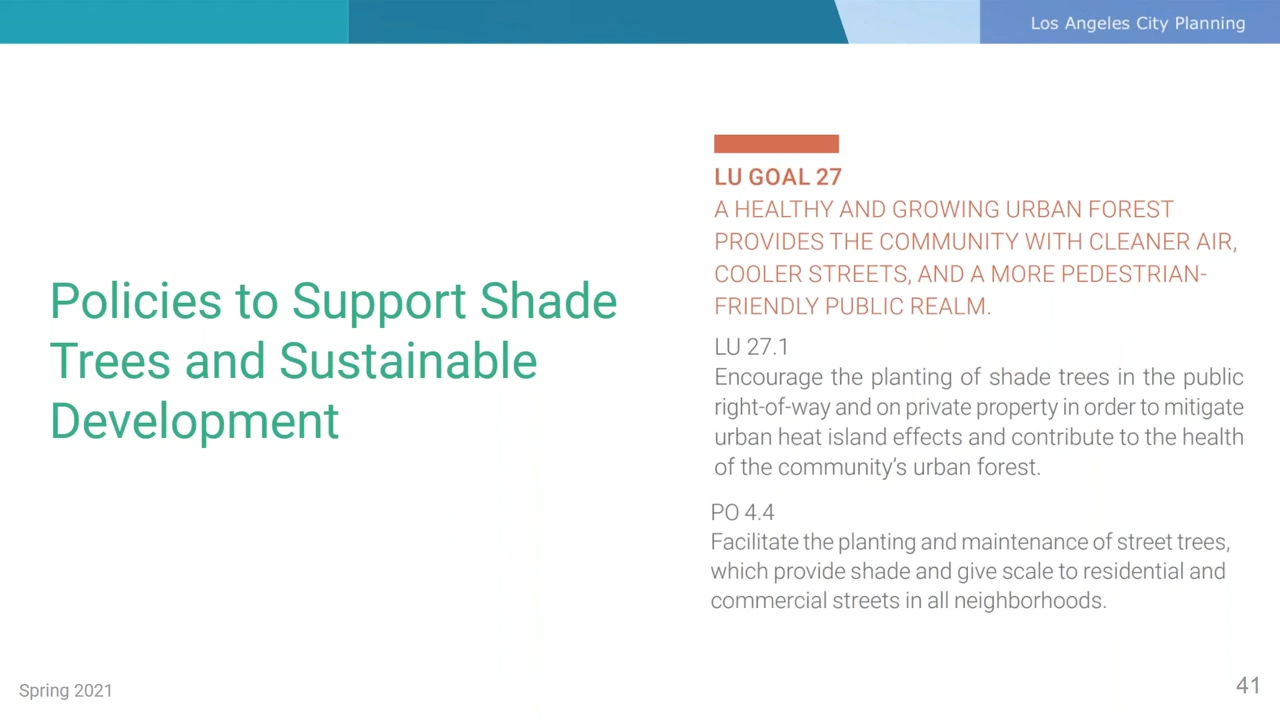 Los Angeles City Planning
Policies to Support Shade
Trees and Sustainable
Development
LU GOAL 27
A HEALTHY AND GROWING URBAN FOREST
PROVIDES THE COMMUNITY WITH CLEANER AIR,
COOLER STREETS, AND A MORE PEDESTRIAN-
FRIENDLY PUBLIC REALM.
LU 27.1
Encourage the planting of shade trees in the public
right-of-way and on private property in order to mitigate
urban heat island effects and contribute to the health
of the community’s urban forest.
PO 4.4
Facilitate the planting and maintenance of street trees,
which provide shade and give scale to residential and
commercial streets in all neighborhoods.
Spring 2021
41